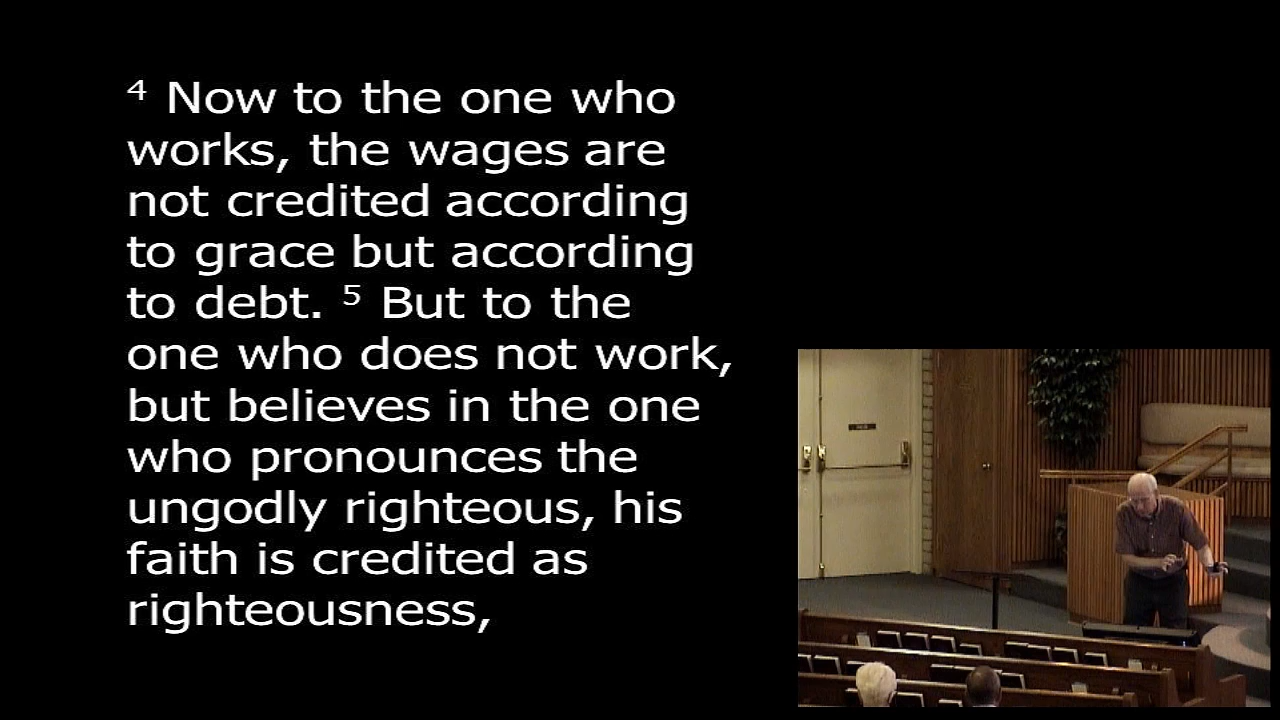 ⁴ Now to the one who
works, the wages are
not credited according
to grace but according
to debt. ⁵ But to the
one who does not work,
but believes in the one
who pronounces the
ungodly righteous, his
faith is credited as
righteousness,